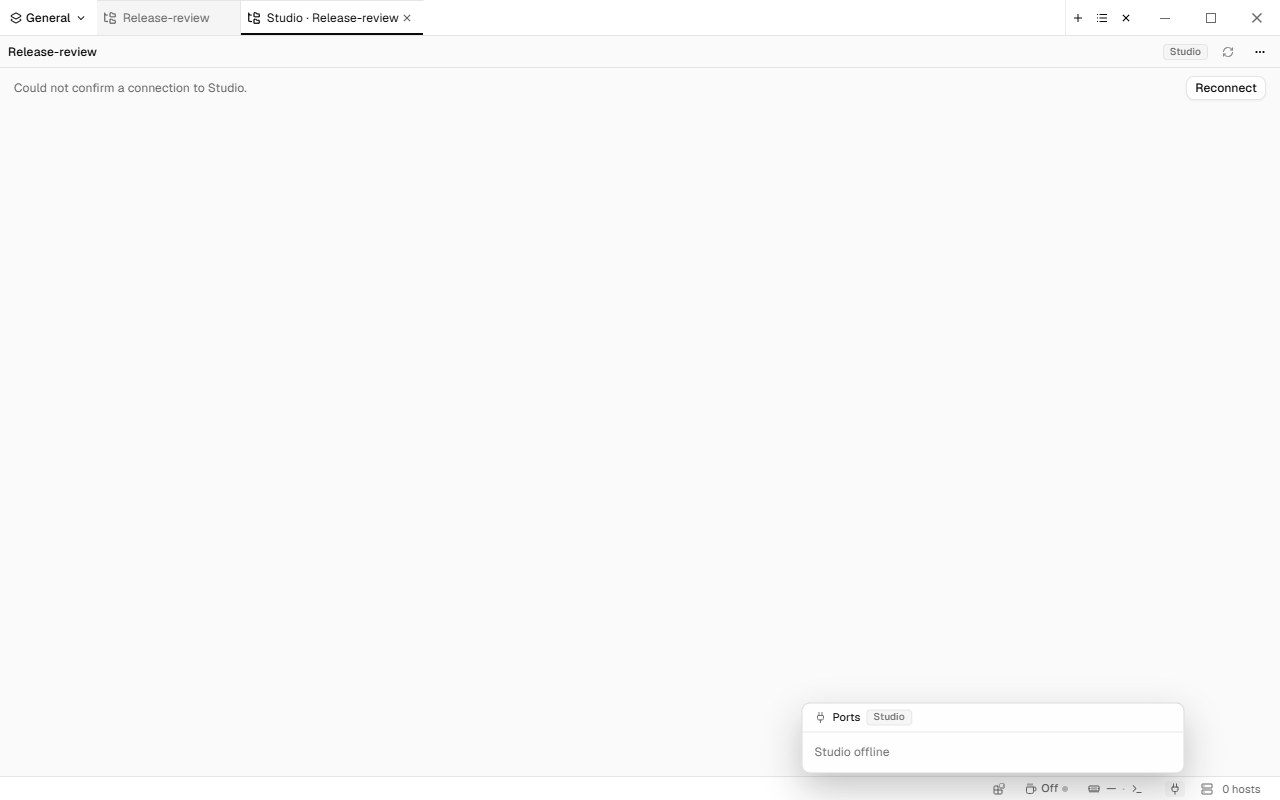 General
Release-review
Studio · Release-review
Release-review
Studio
Could not confirm a connection to Studio.
Reconnect
Ports
Studio
Studio offline
Off
0 hosts